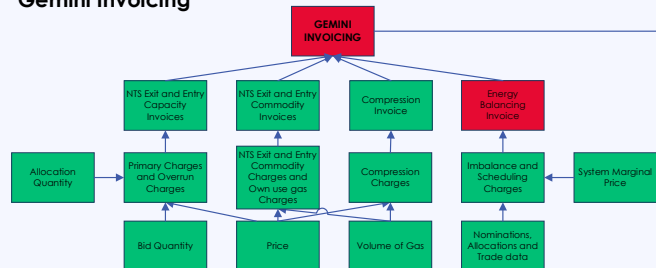 Gemini Invoicing
GEMINI
INVOICING
NTS Exit and Entry
Capacity
Invoices
NTS Exit and Entry
Commodity
Invoices
Compression
Invoice
Energy
Balancing
Invoice
Allocation
Quantity
Primary Charges
and Overrun
Charges
NTS Exit and Entry
Commodity
Charges and
Own use gas
Charges
Compression
Charges
Imbalance and
Scheduling
Charges
System Marginal
Price
Bid Quantity
Price
Volume of Gas
Nominations,
Allocations and
Trade data